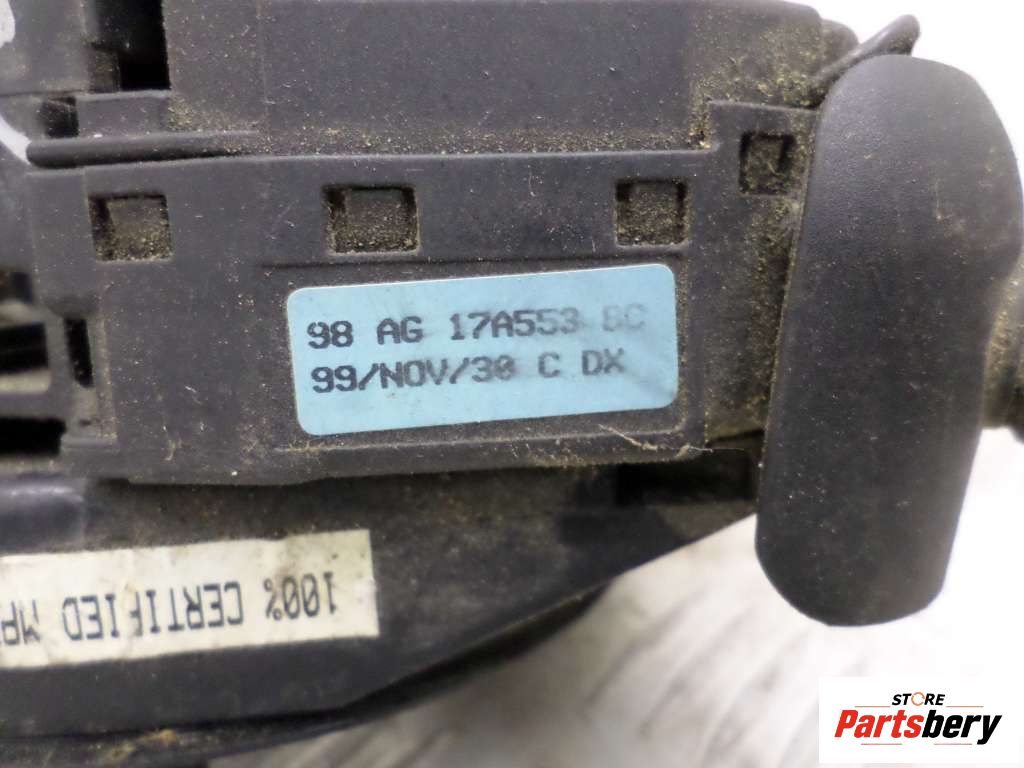 98 AG 17A553 BC
99/NOV/30 C DX
100% CERTIFIED
STORE
Partsbery